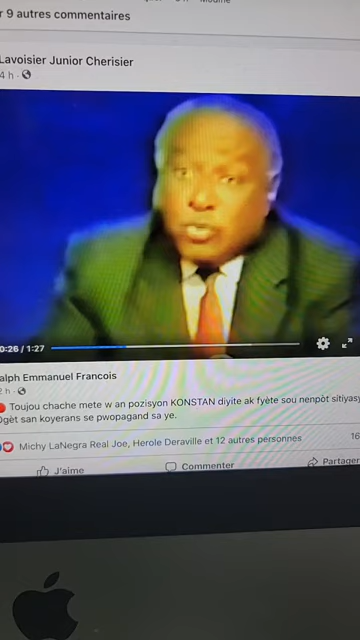 r 9 autres commentaires
Lavoisier Junior Cherisier
4 h ·
0:26 / 1:27
alph Emmanuel Francois
2 h ·
Toujou chache mete w an pozisyon KONSTAN diyite ak fyète sou nenpòt sitiyasy
Ògèt san koyerans se pwopagand sa ye.
Michy LaNegra Real Joe, Herole Deraville et 12 autres personnes
16
J'aime
Commenter
Partager